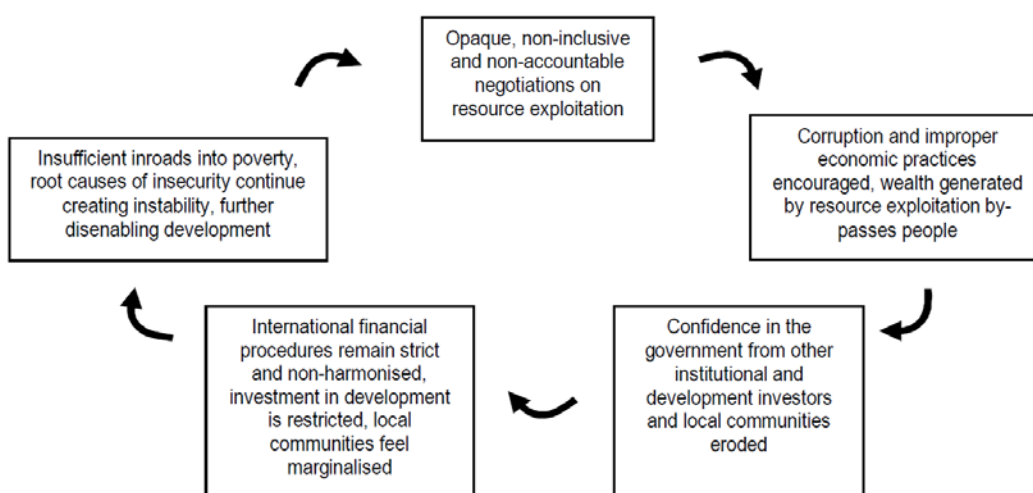 Opaque, non-inclusive
and non-accountable
negotiations on
resource exploitation
Corruption and improper
economic practices
encouraged, wealth generated
by resource exploitation by-
passes people
Confidence in the
government from other
institutional and
development investors
and local communities
eroded
International financial
procedures remain strict
and non-harmonised,
investment in development
is restricted, local
communities feel
marginalised
Insufficient inroads into poverty,
root causes of insecurity continue
creating instability, further
disenabling development